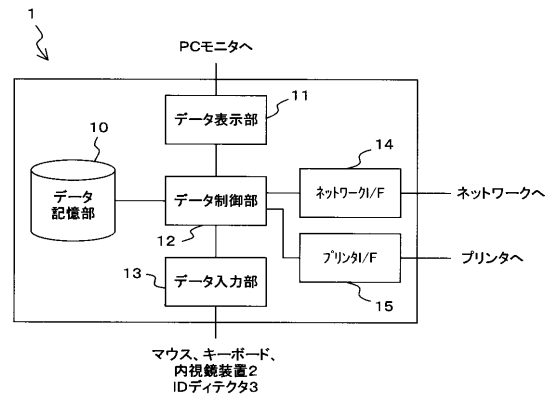 1
PCモニタへ
11
データ表示部
10
データ
記憶部
データ制御部
12
14
ネットワークI/F
ネットワークへ
プリンタI/F
プリンタへ
15
13
データ入力部
マウス、キーボード、
内視鏡装置2
IDディテクタ3